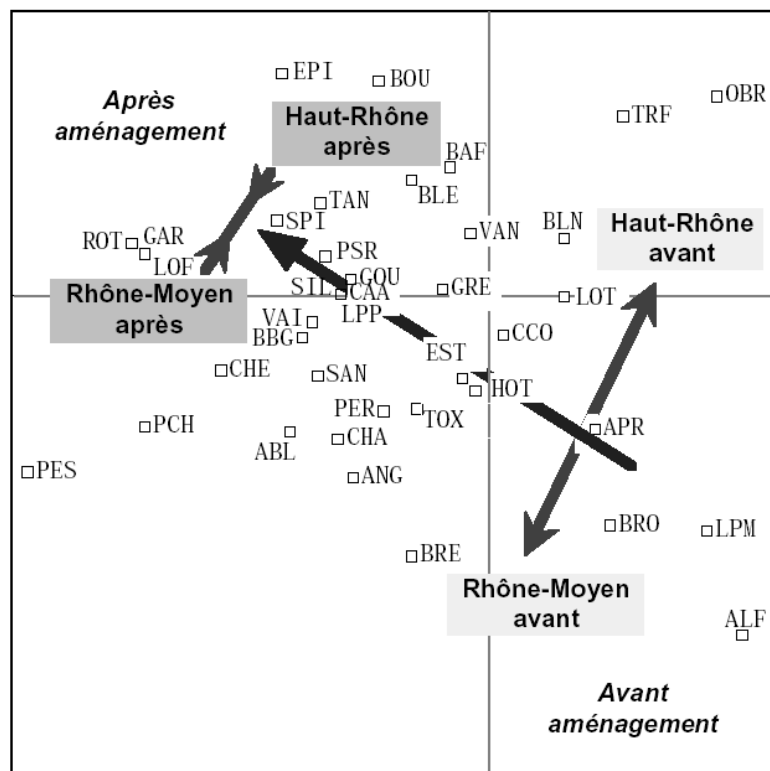 EPI
BOU
OBR
Après
aménagement
Haut-Rhône
après
TRF
BAF
BLE
TAN
SPI
VAN
BLN
Haut-Rhône
avant
ROT
GAR
LOF
PSR
GOU
SIL
CAA
GRE
LOT
Rhône-Moyen
après
LPP
VAI
BBG
EST
CCO
CHE
SAN
HOT
PER
TOX
PCH
ABL
CHA
APR
PES
ANG
BRO
LPM
BRE
Rhône-Moyen
avant
ALF
Avant
aménagement